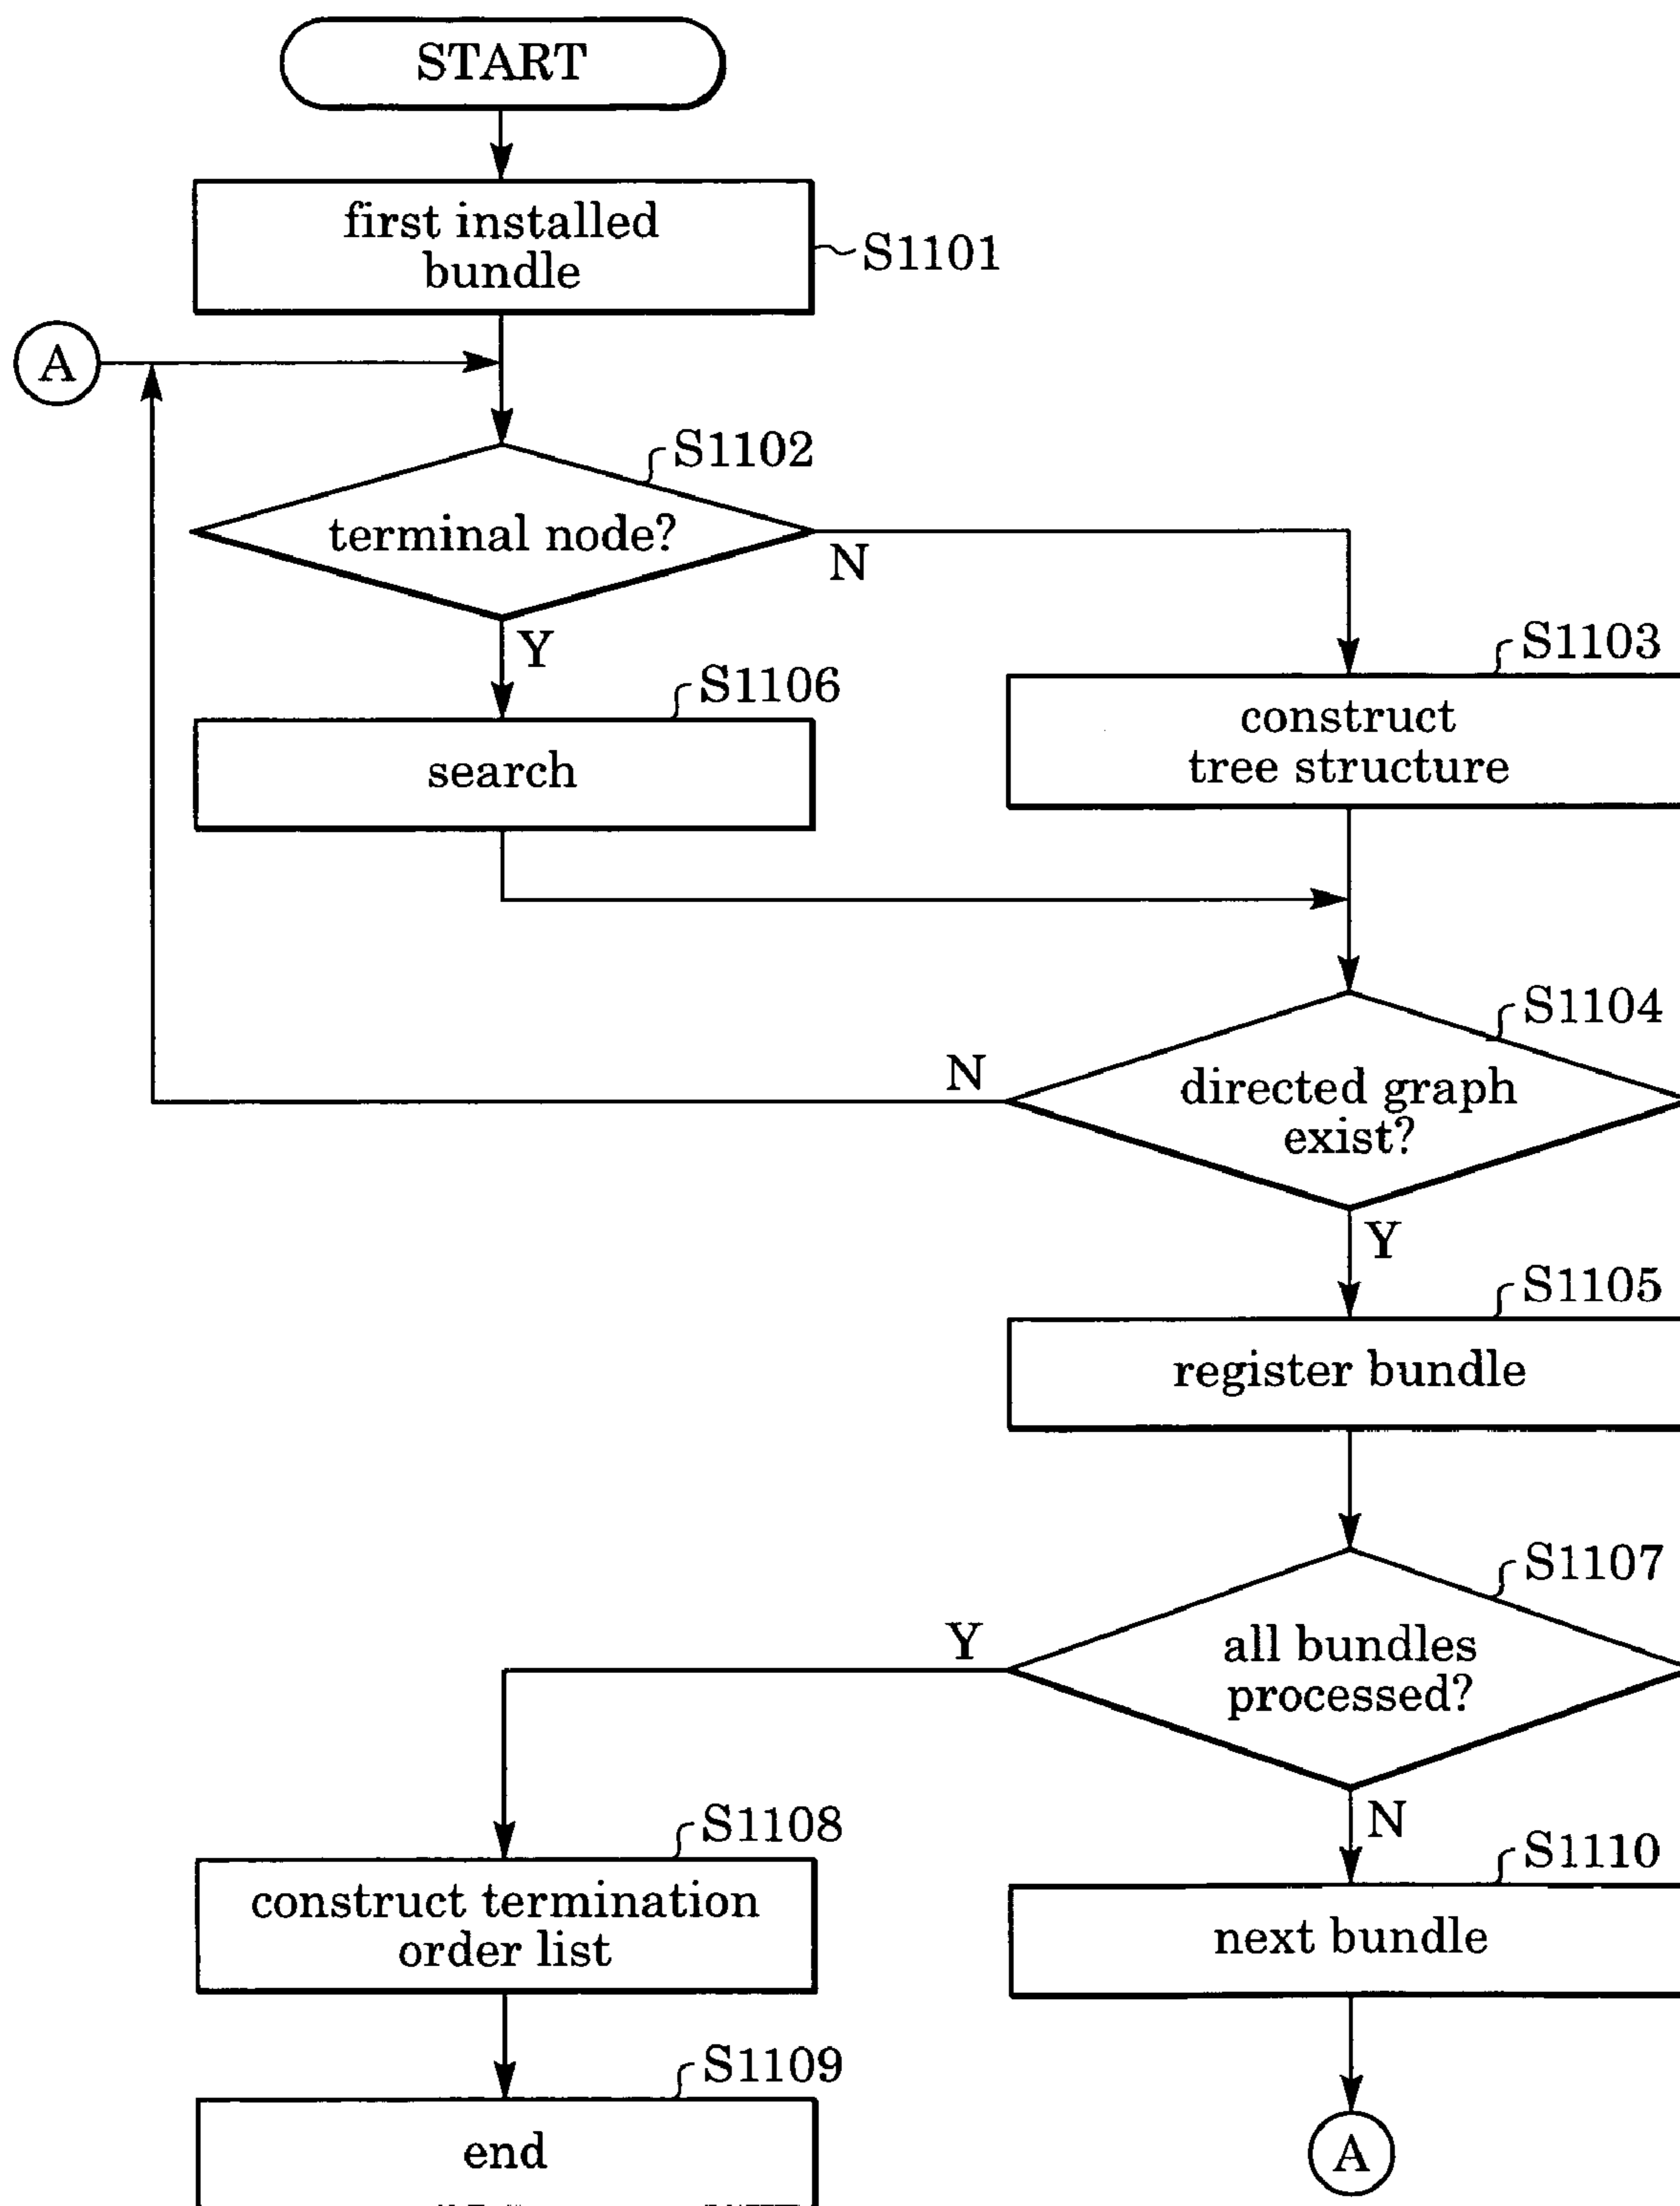 START
first installed
bundle
S1101
A
S1102
terminal node?
N
Y
S1103
S1106
construct
tree structure
search
S1104
N
directed graph
exist?
Y
S1105
register bundle
S1107
Y
all bundles
processed?
N
S1108
S1110
construct termination
order list
next bundle
S1109
end
A